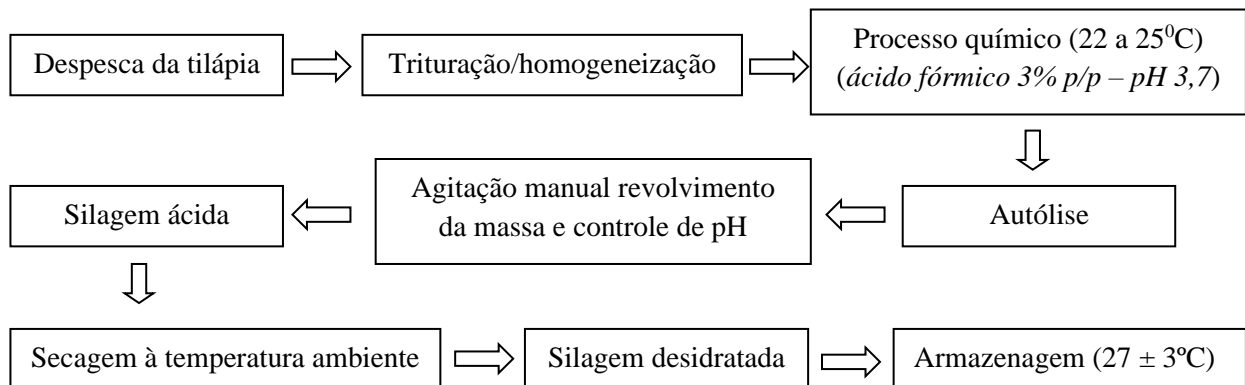 Despesca da tilápia
Trituração/homogeneização
Processo químico (22 a 25⁰C)
(ácido fórmico 3% p/p – pH 3,7)
Autólise
Agitação manual revolvimento
da massa e controle de pH
Silagem ácida
Secagem à temperatura ambiente
Silagem desidratada
Armazenagem (27 ± 3ºC)